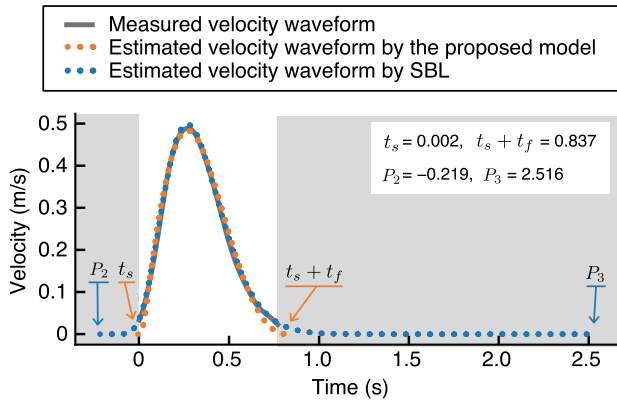 Measured velocity waveform
Estimated velocity waveform by the proposed model
Estimated velocity waveform by SBL
Velocity (m/s)
0.5
0.4
0.3
0.2
0.1
0
t_s = 0.002, t_s + t_f = 0.837
P_2 = −0.219, P_3 = 2.516
P_2 t_s t_s + t_f P_3
0 0.5 1.0 1.5 2.0 2.5
Time (s)